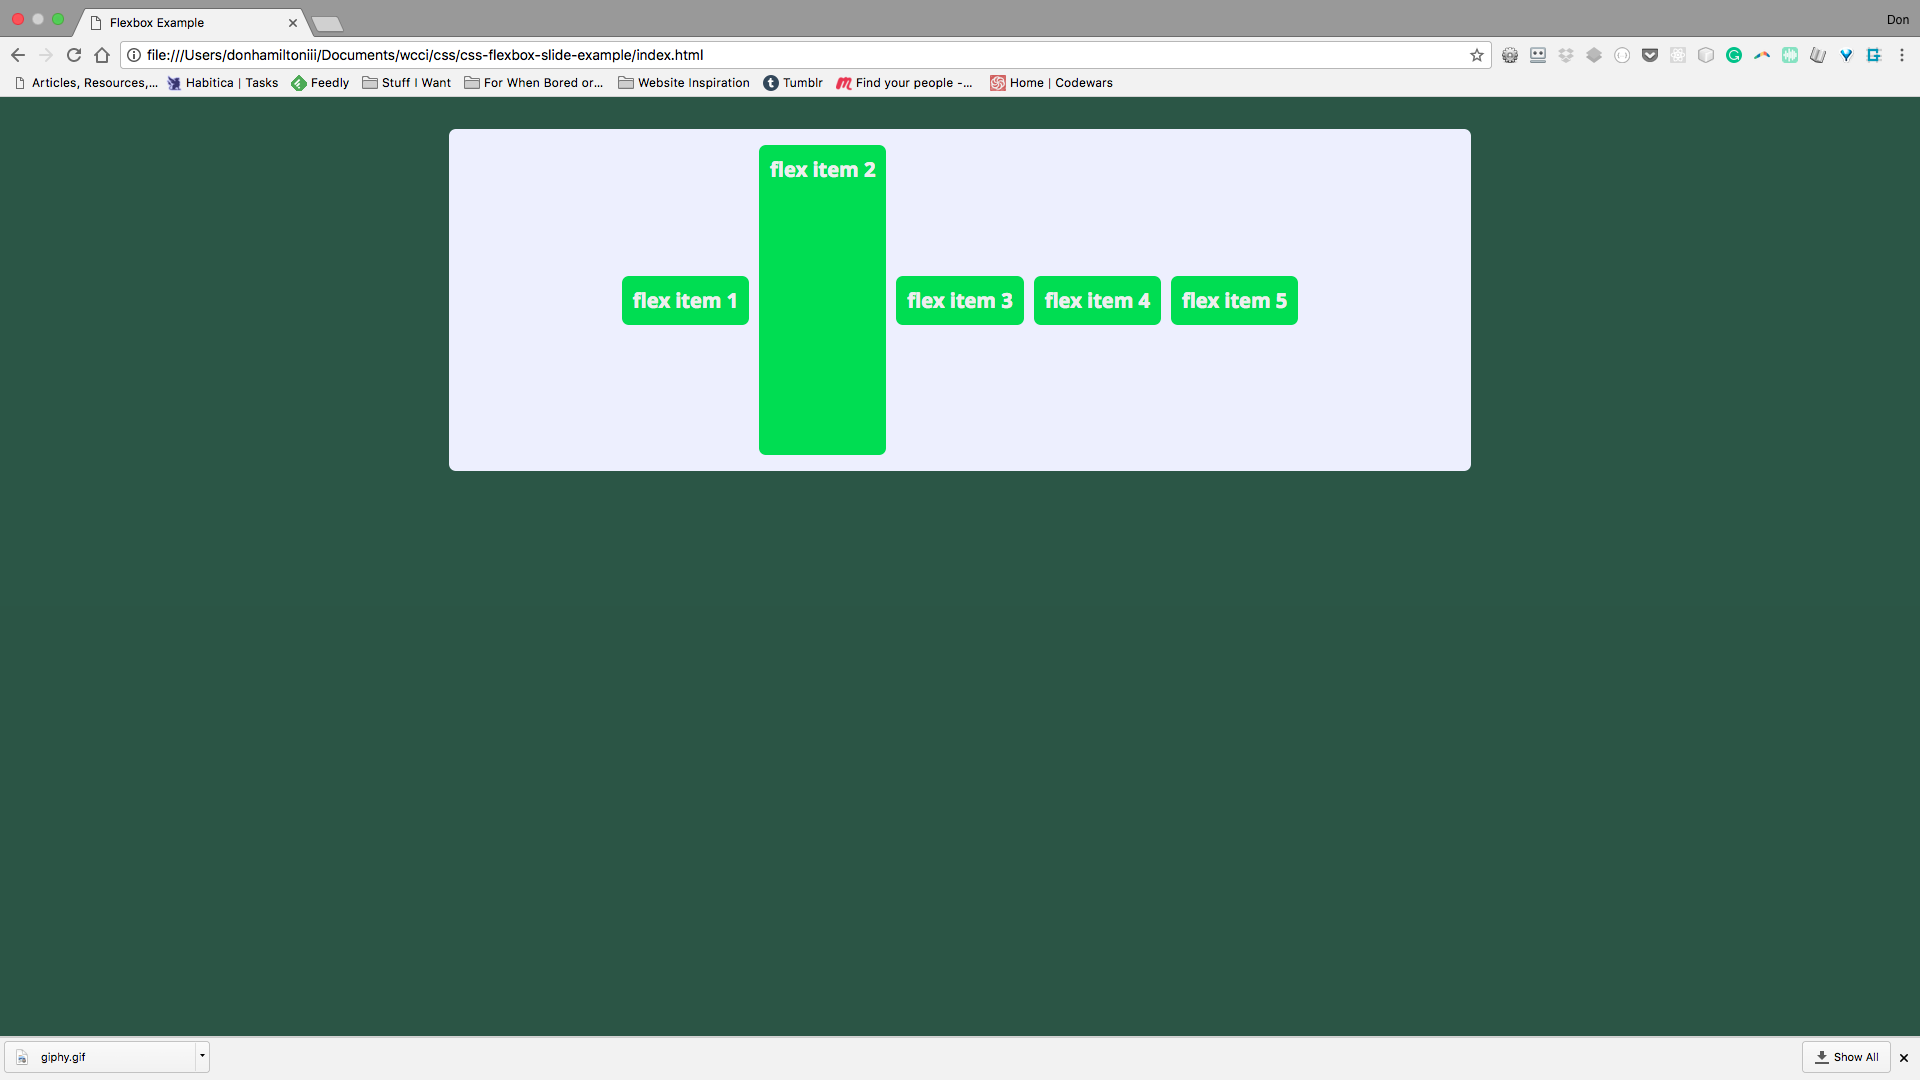 Flexbox Example
Don
file:///Users/donhamiltoniii/Documents/wcci/css/css-flexbox-slide-example/index.html
Articles, Resources,... Habitica | Tasks Feedly Stuff I Want For When Bored or... Website Inspiration Tumblr Find your people -... Home | Codewars
flex item 2
flex item 1 flex item 3 flex item 4 flex item 5
giphy.gif Show All